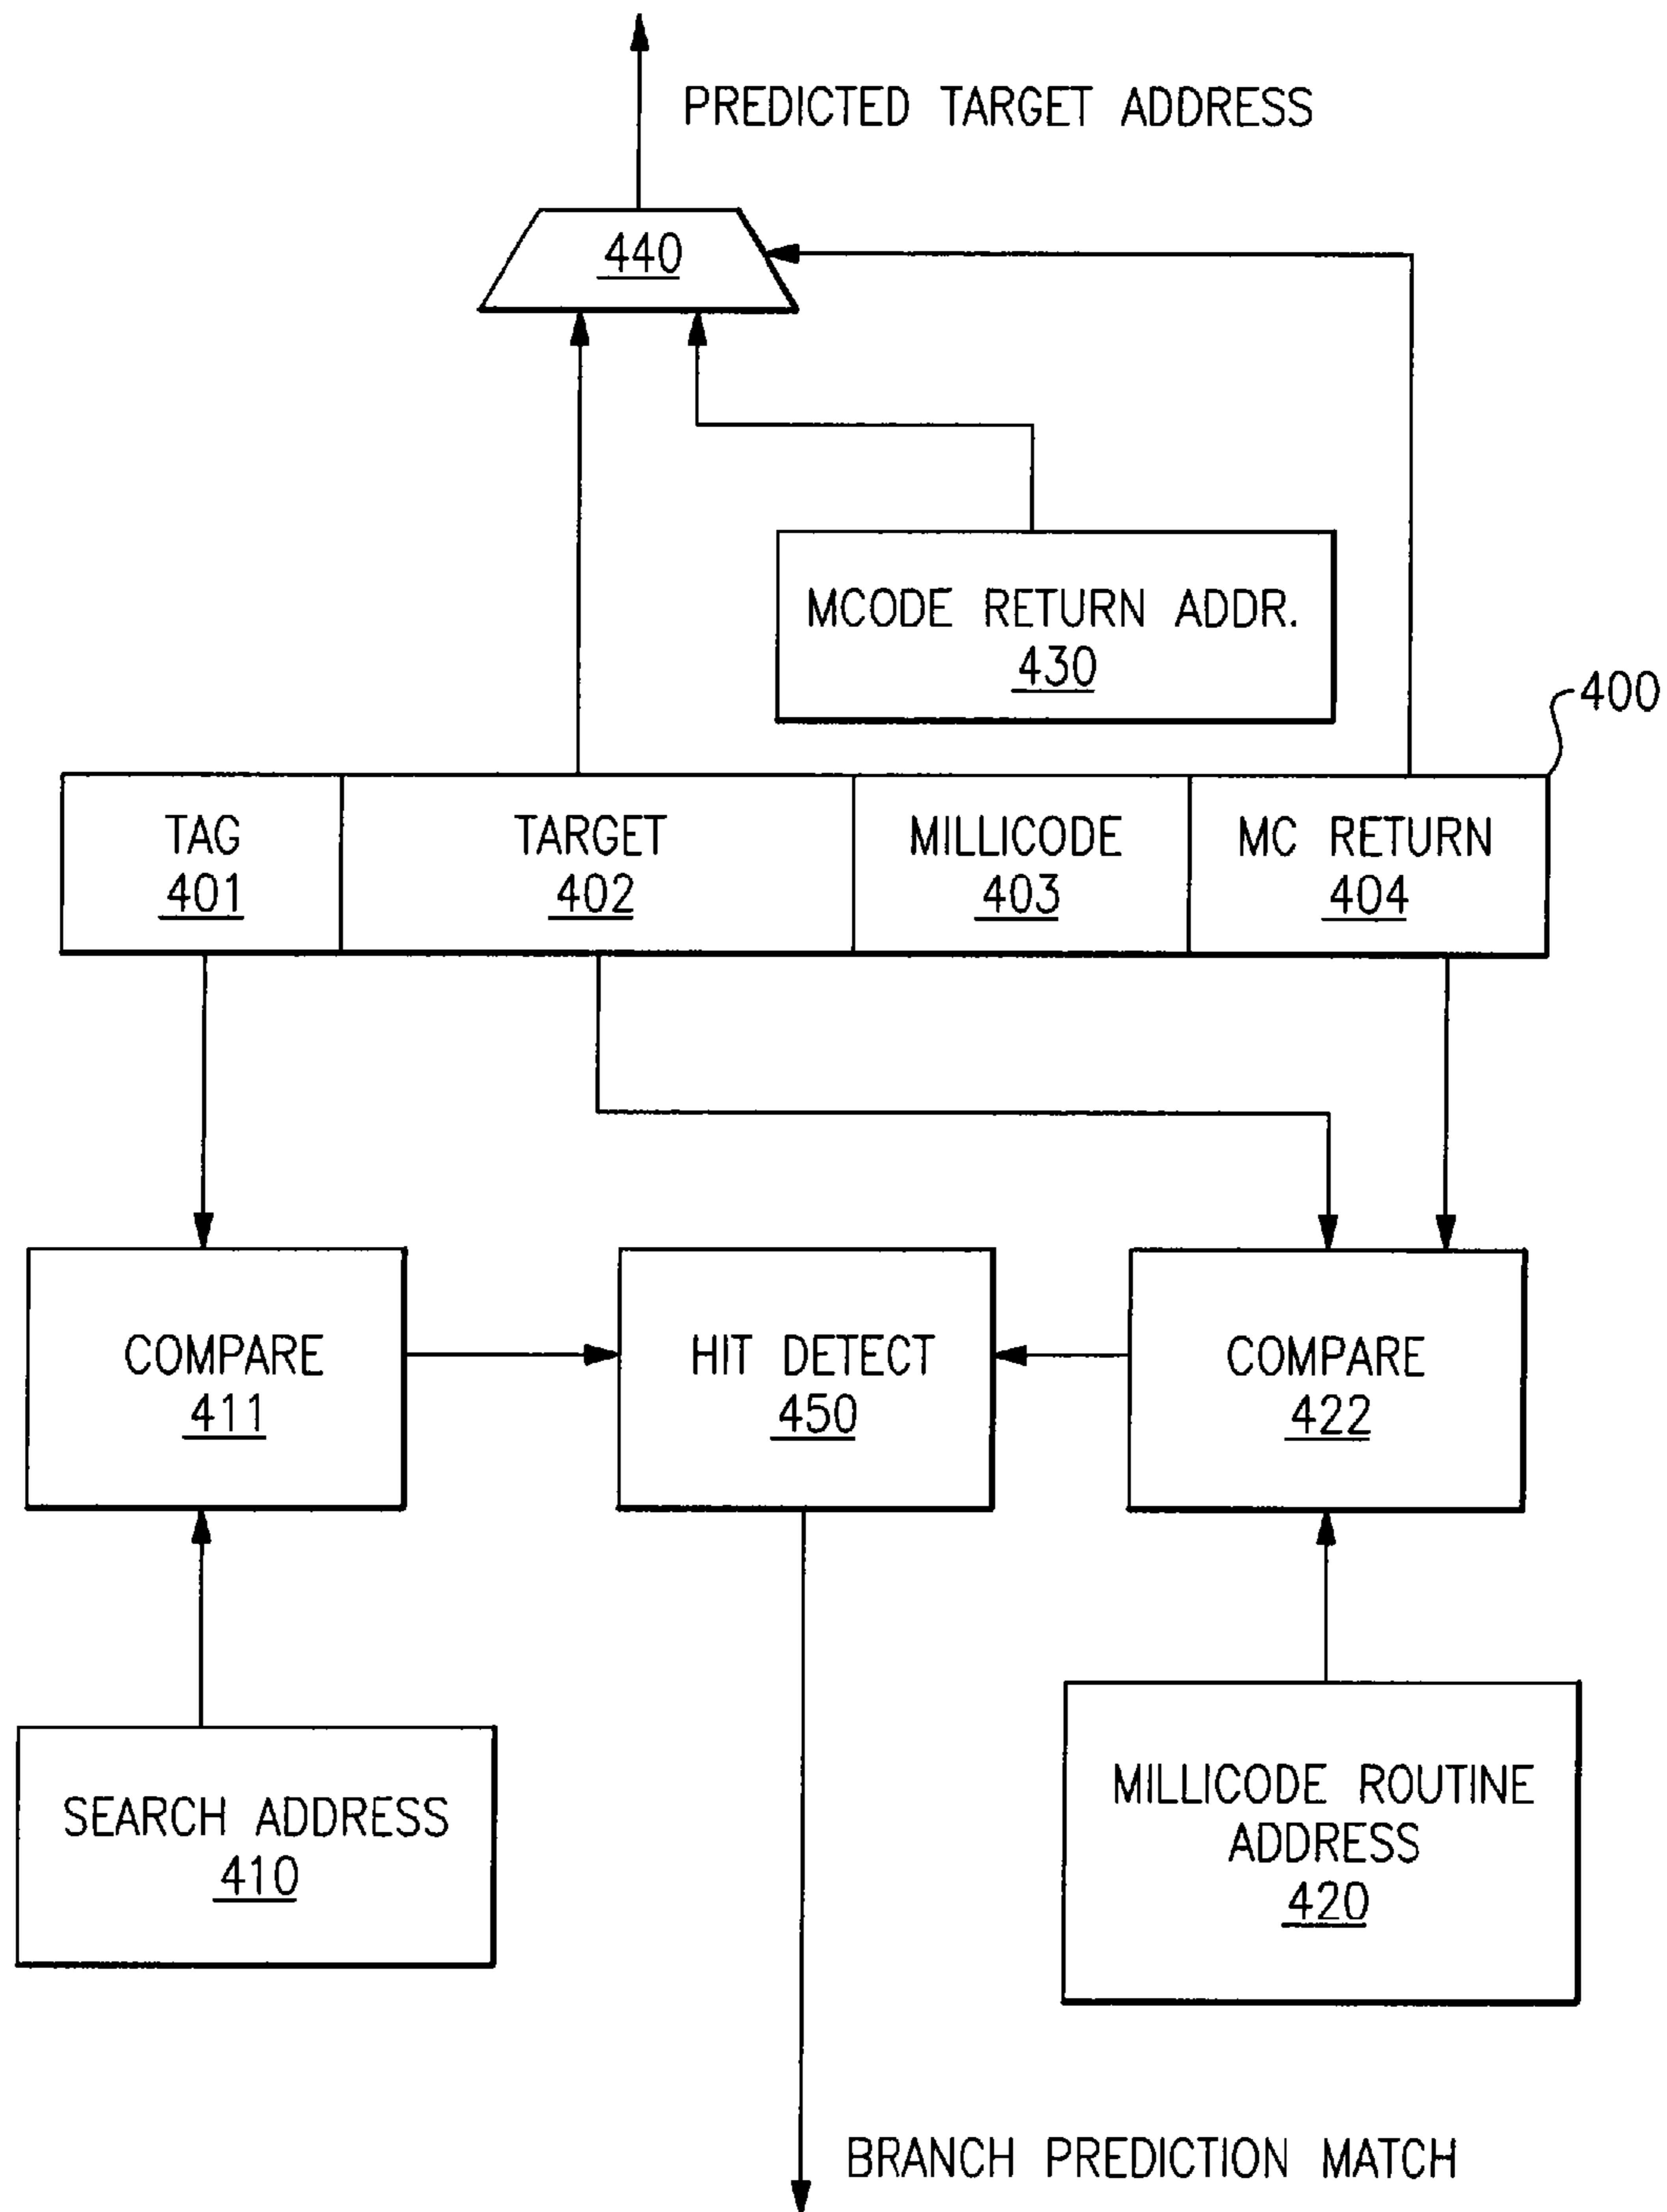 PREDICTED TARGET ADDRESS
440
MCODE RETURN ADDR.
430
400
TAG
401
TARGET
402
MILLICODE
403
MC RETURN
404
COMPARE
411
HIT DETECT
450
COMPARE
422
SEARCH ADDRESS
410
MILLICODE ROUTINE
ADDRESS
420
BRANCH PREDICTION MATCH